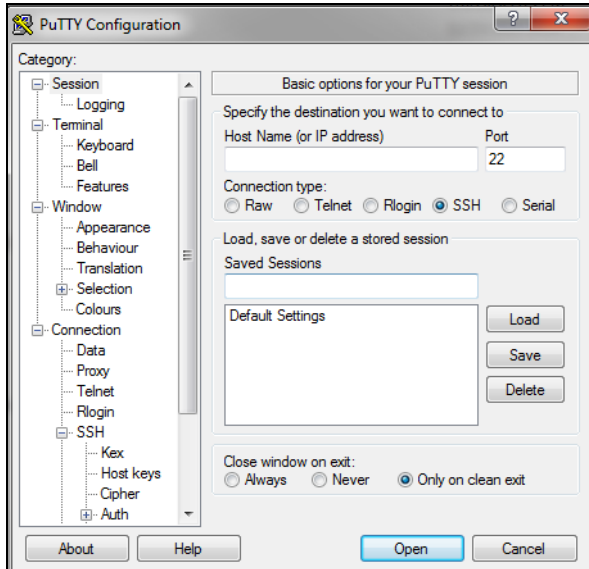 PuTTY Configuration
Category:
Session
Logging
Terminal
Keyboard
Bell
Features
Window
Appearance
Behaviour
Translation
Selection
Colours
Connection
Data
Proxy
Telnet
Rlogin
SSH
Kex
Host keys
Cipher
Auth
Basic options for your PuTTY session
Specify the destination you want to connect to
Host Name (or IP address) Port
22
Connection type:
Raw Telnet Rlogin SSH Serial
Load, save or delete a stored session
Saved Sessions
Default Settings
Load
Save
Delete
Close window on exit:
Always Never Only on clean exit
About Help Open Cancel